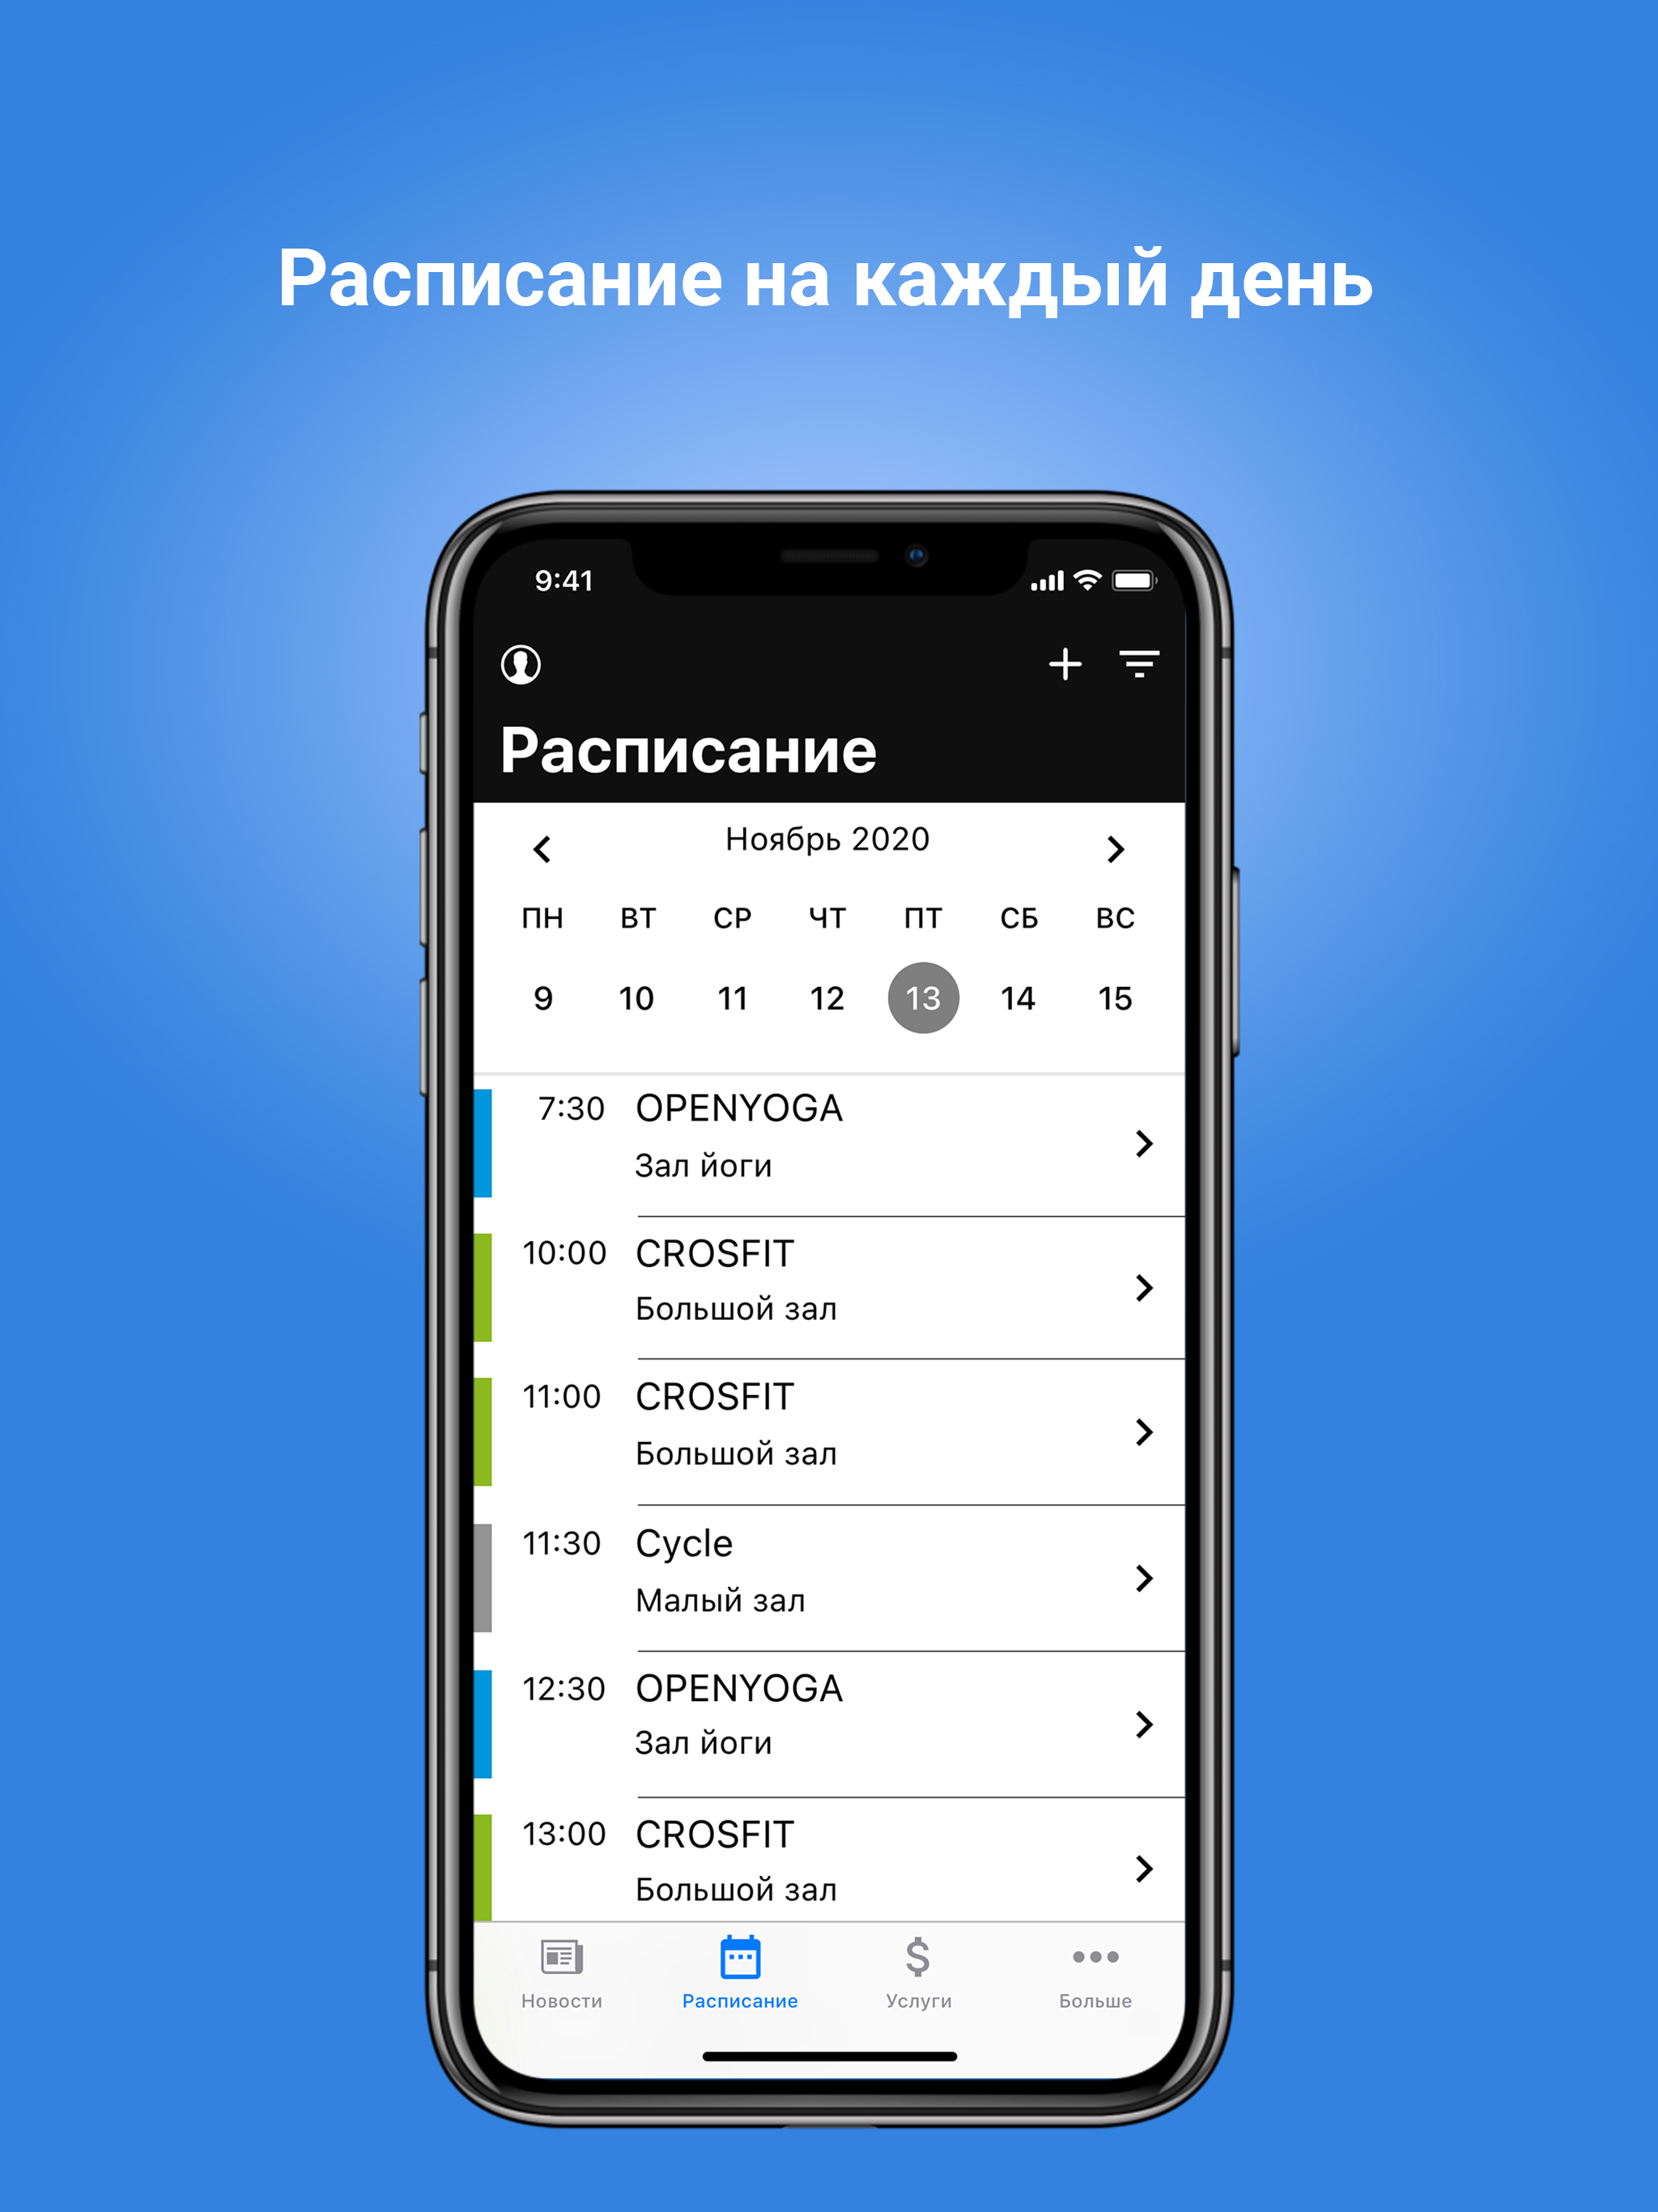 Расписание на каждый день
9:41
Расписание
Ноябрь 2020
ПН ВТ СР ЧТ ПТ СБ ВС
9 10 11 12 13 14 15
7:30 OPENYOGA
Зал йоги
10:00 CROSFIT
Большой зал
11:00 CROSFIT
Большой зал
11:30 Cycle
Малый зал
12:30 OPENYOGA
Зал йоги
13:00 CROSFIT
Большой зал
Новости Расписание Услуги Больше